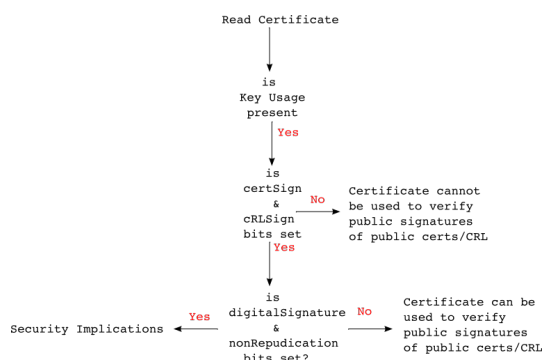 Read Certificate
is
Key Usage
present
Yes
is
certSign
&
cRLSign
bits set
No
Certificate cannot
be used to verify
public signatures
of public certs/CRL
Yes
is
digitalSignature
&
nonRepudication
bits set?
Yes
Security Implications
No
Certificate can be
used to verify
public signatures
of public certs/CRL